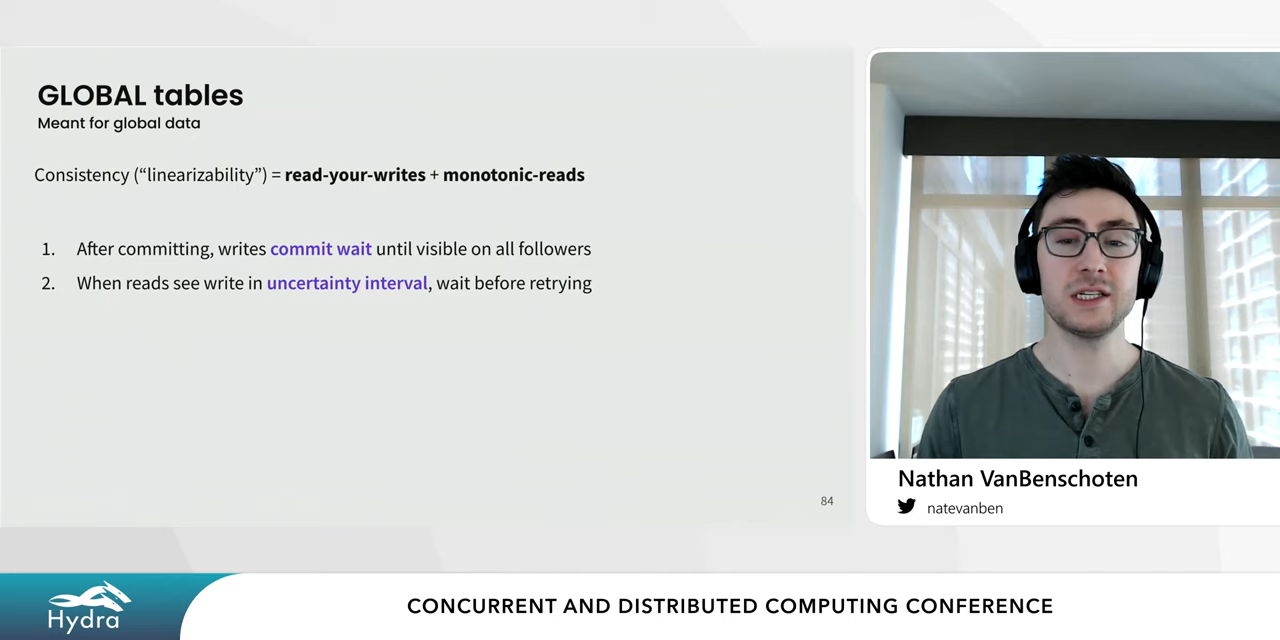 GLOBAL tables
Meant for global data
Consistency (“linearizability”) = read-your-writes + monotonic-reads
1. After committing, writes commit wait until visible on all followers
2. When reads see write in uncertainty interval, wait before retrying
84
Nathan VanBenschoten
natevanben
Hydra
CONCURRENT AND DISTRIBUTED COMPUTING CONFERENCE